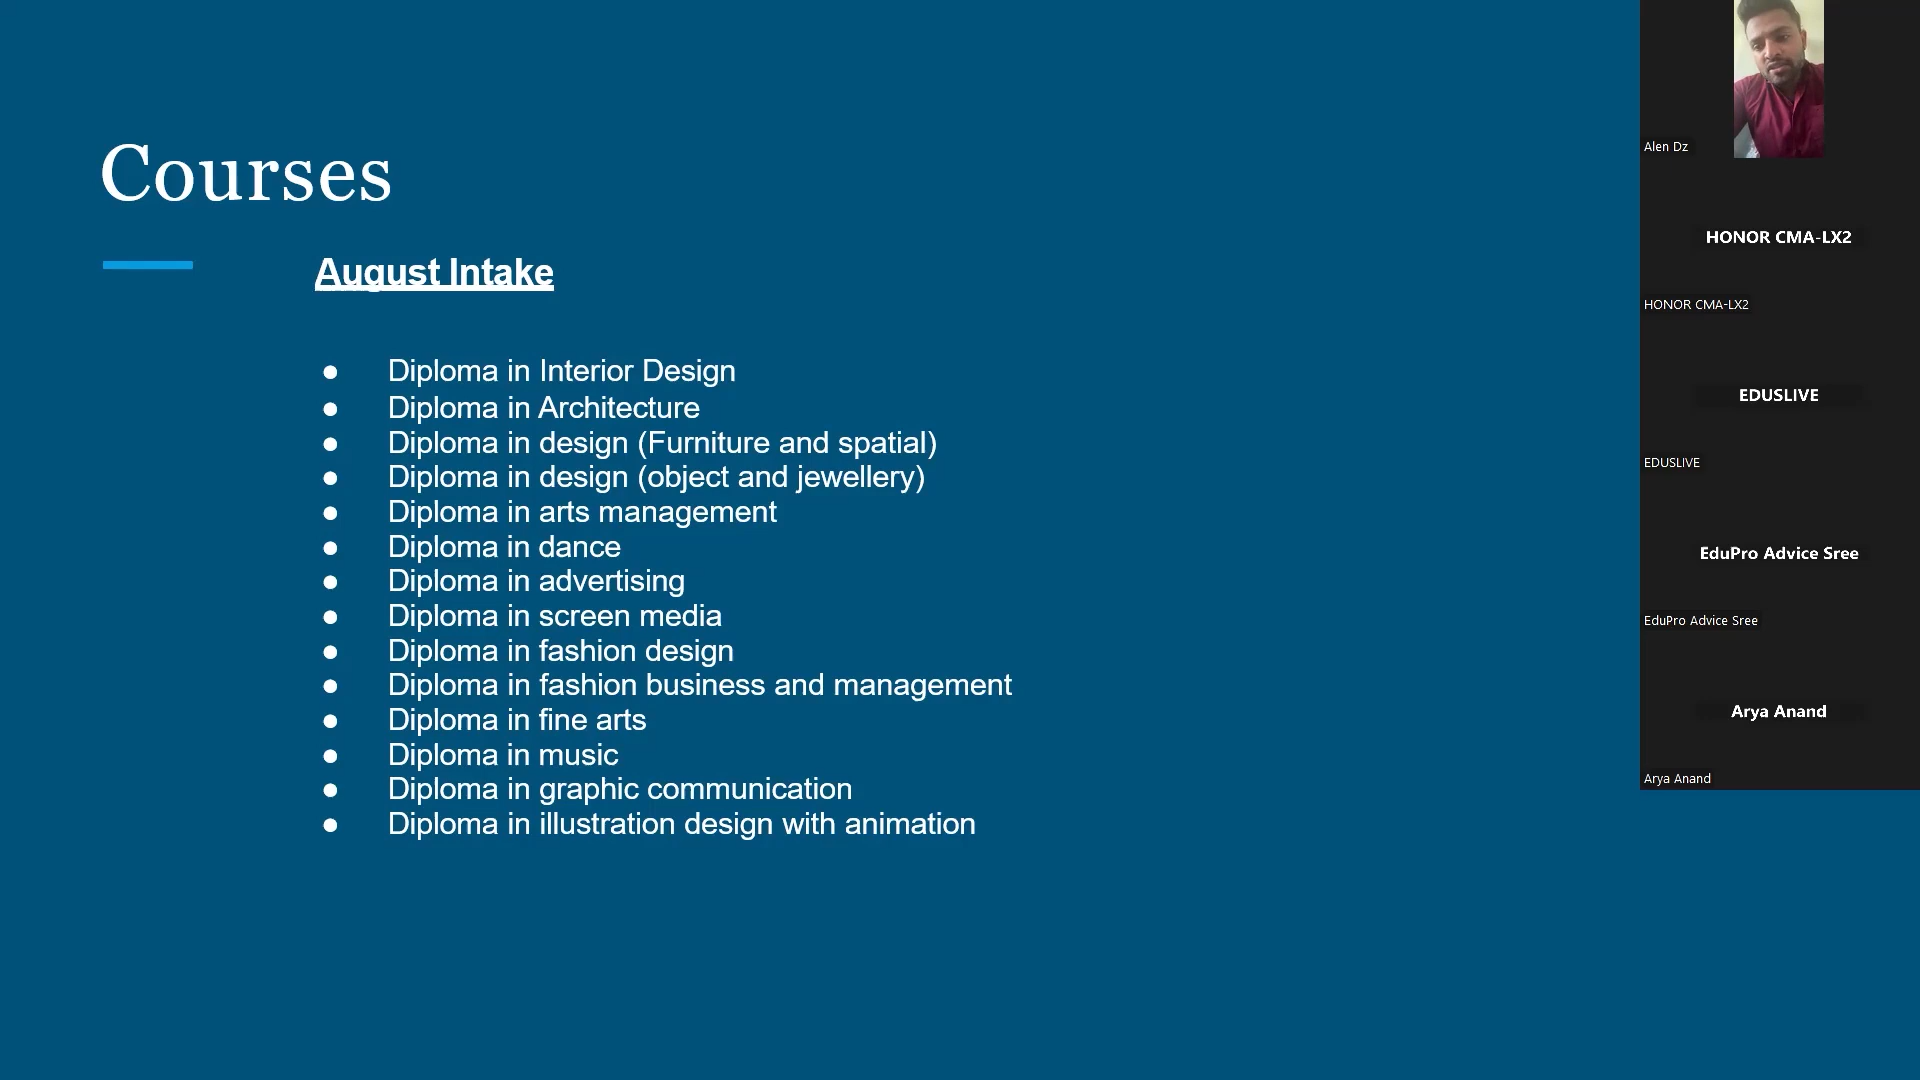 Courses
August Intake
● Diploma in Interior Design
● Diploma in Architecture
● Diploma in design (Furniture and spatial)
● Diploma in design (object and jewellery)
● Diploma in arts management
● Diploma in dance
● Diploma in advertising
● Diploma in screen media
● Diploma in fashion design
● Diploma in fashion business and management
● Diploma in fine arts
● Diploma in music
● Diploma in graphic communication
● Diploma in illustration design with animation
Alen Dz
HONOR CMA-LX2
HONOR CMA-LX2
EDUSLIVE
EDUSLIVE
EduPro Advice Sree
EduPro Advice Sree
Arya Anand
Arya Anand